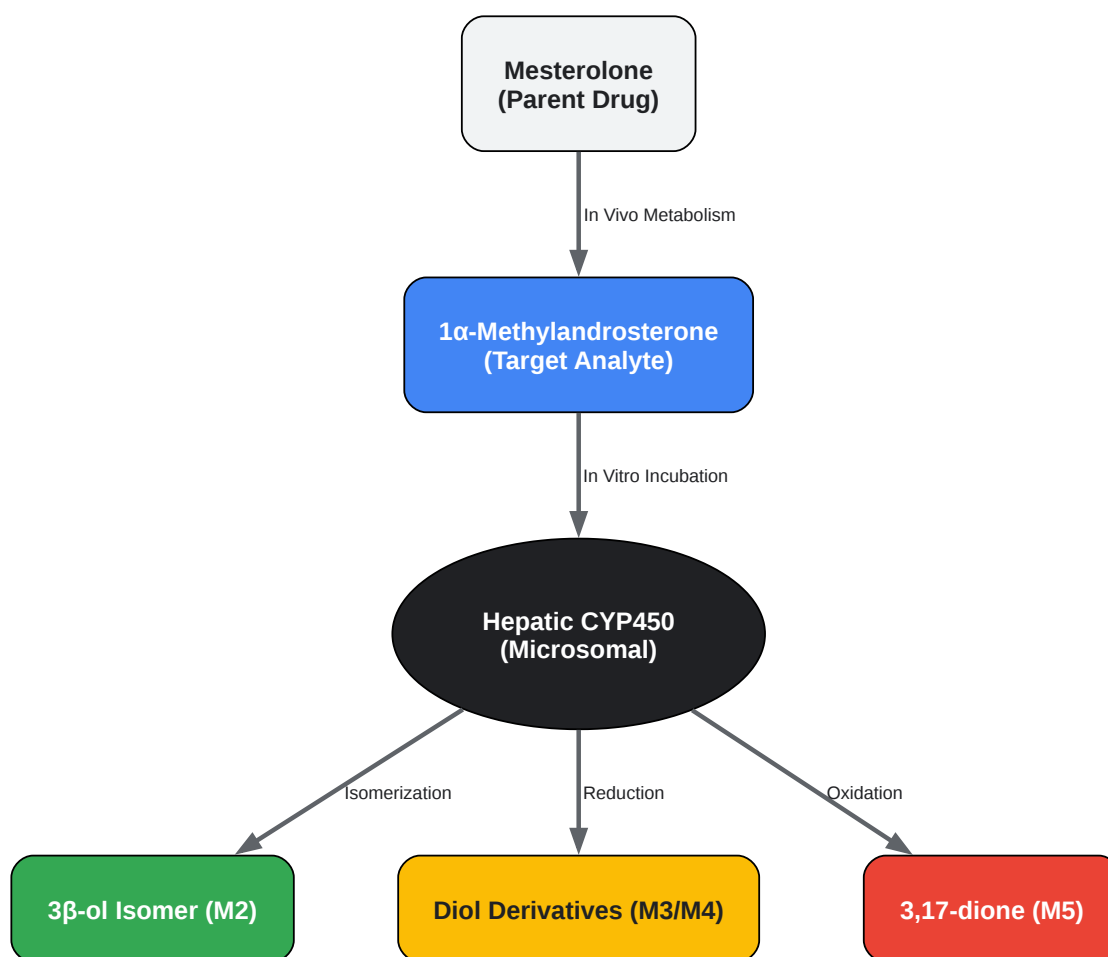 Mesterolone
(Parent Drug)
In Vivo Metabolism
1α-Methylandrosterone
(Target Analyte)
In Vitro Incubation
Hepatic CYP450
(Microsomal)
Isomerization
Reduction
Oxidation
3β-ol Isomer (M2)
Diol Derivatives (M3/M4)
3,17-dione (M5)